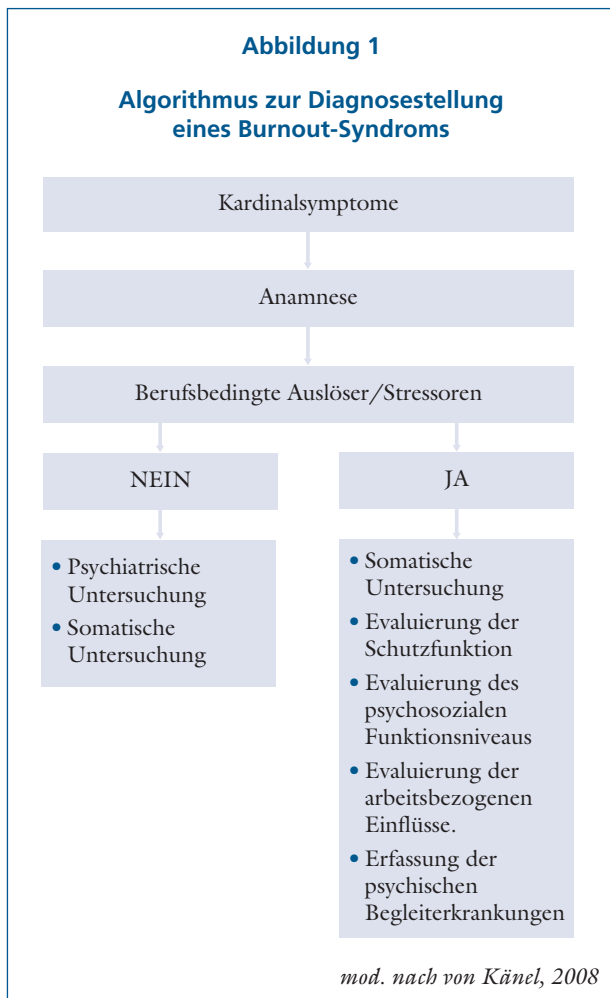 Abbildung 1
Algorithmus zur Diagnosestellung
eines Burnout-Syndroms
Kardinalsymptome
Anamnese
Berufsbedingte Auslöser/Stressoren
NEIN
• Psychiatrische
Untersuchung
• Somatische
Untersuchung
JA
• Somatische
Untersuchung
• Evaluierung der
Schutzfunktion
• Evaluierung des
psychosozialen
Funktionsniveaus
• Evaluierung der
arbeitsbezogenen
Einflüsse.
• Erfassung der
psychischen
Begleiterkrankungen
mod. nach von Känel, 2008